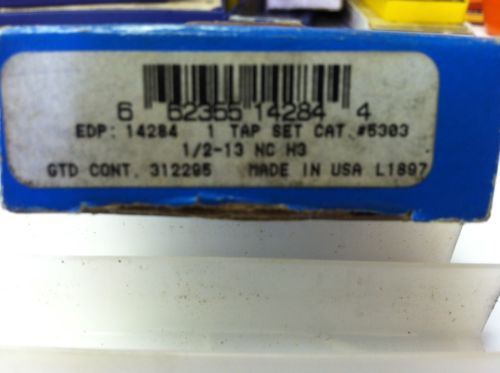 6 62355 14284 4
EDP: 14284 1 TAP SET CAT. #5303
1/2-13 NC H3
GTD CONT. 312295 MADE IN USA L1897